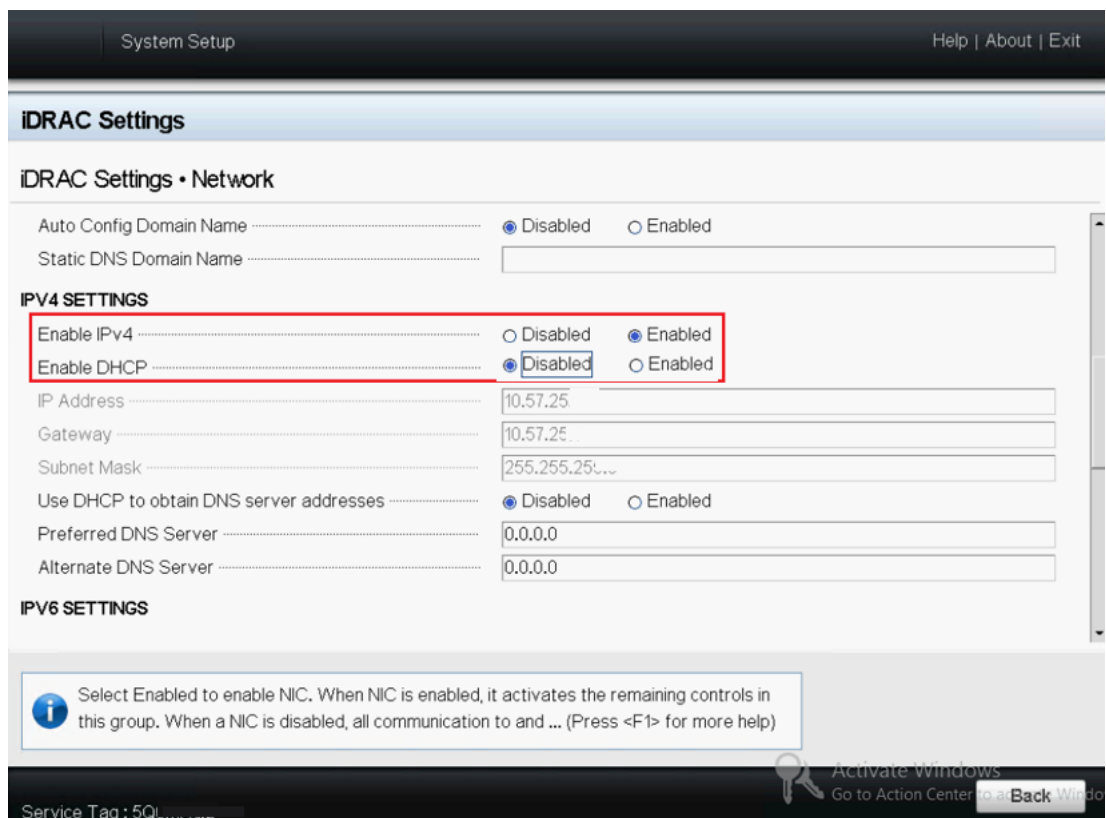 System Setup
Help | About | Exit
iDRAC Settings
iDRAC Settings • Network
Auto Config Domain Name Disabled Enabled
Static DNS Domain Name
IPV4 SETTINGS
Enable IPv4 Disabled Enabled
Enable DHCP Disabled Enabled
IP Address 10.57.25
Gateway
Subnet Mask
Use DHCP to obtain DNS server addresses Disabled Enabled
Preferred DNS Server 0.0.0.0
Alternate DNS Server 0.0.0.0
IPV6 SETTINGS
Select Enabled to enable NIC. When NIC is enabled, it activates the remaining controls in
this group. When a NIC is disabled, all communication to and ... (Press <F1> for more help)
Activate Windows
Go to Action Center
Back
Service Tag :